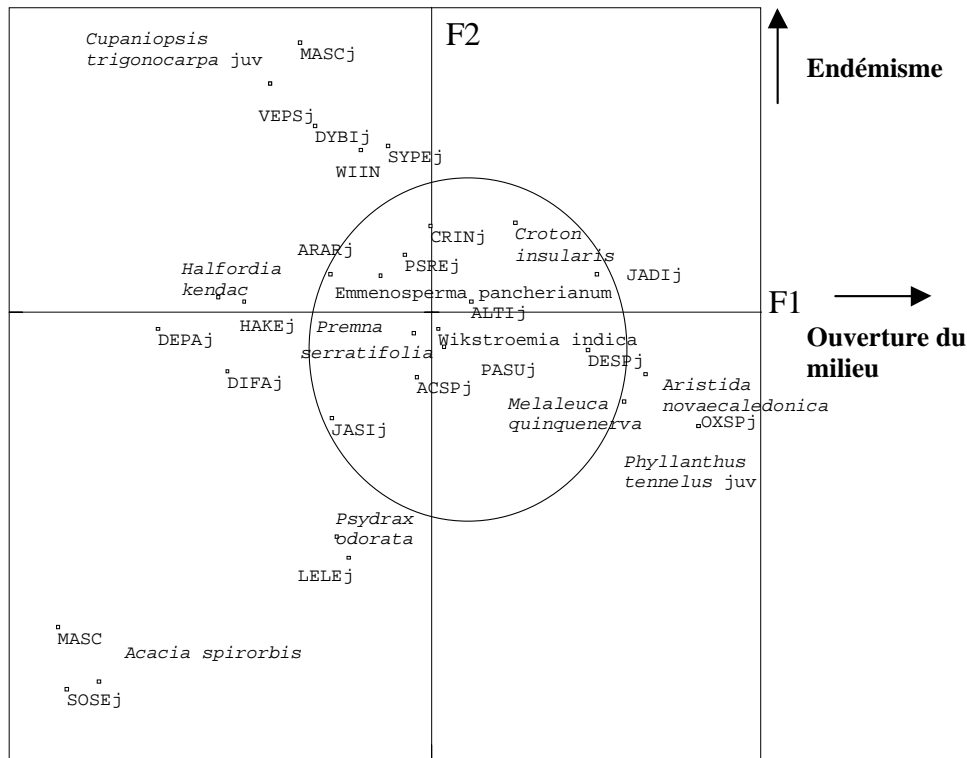 F2
Cupaniopsis
trigonocarpa juv
MASCj
Endémisme
VEPSj
DYBIj
SYPEj
WIIN
CRINj
Croton
insularis
ARARj
PSREj
Halfordia
kendac
JADIj
Emmenosperma pancherianum
F1
ALTIj
HAKEj
Premna
serratifolia
Wikstroemia indica
Ouverture du
milieu
DEPAj
DESPj
DIFAj
PASUj
ACSPj
Aristida
novaecaledonica
Melaleuca
quinquenerva
OXSPj
JASIj
Phyllanthus
tennelus juv
Psydrax
odorata
LELEj
MASC
Acacia spirorbis
SOSEj